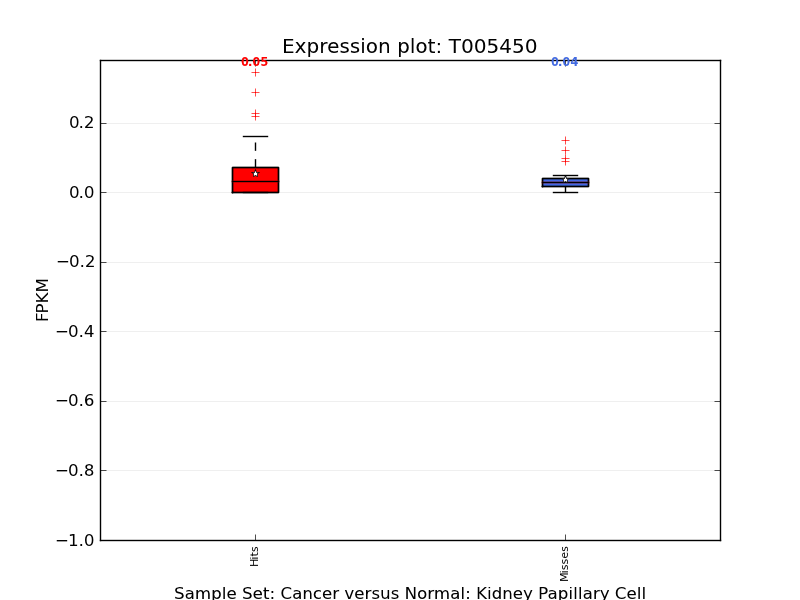 Expression plot: T005450
0.05
0.04
0.2
0.0
−0.2
−0.4
−0.6
−0.8
−1.0
FPKM
Hits
Misses
Sample Set: Cancer versus Normal: Kidney Papillary Cell